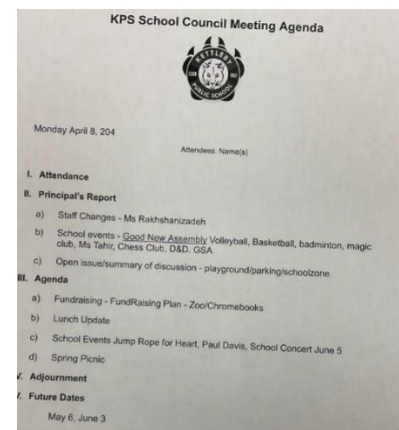 KPS School Council Meeting Agenda
KETTLEBY
PUBLIC SCHOOL
Monday April 8, 204
Attendees: Name(s)
I. Attendance
II. Principal's Report
a) Staff Changes - Ms Rakhshanizadeh
b) School events - Good New Assembly Volleyball, Basketball, badminton, magic
club, Ms Tahir, Chess Club, D&D, GSA
c) Open issue/summary of discussion - playground/parking/schoolzone
III. Agenda
a) Fundraising - FundRaising Plan - Zoo/Chromebooks
b) Lunch Update
c) School Events Jump Rope for Heart, Paul Davis, School Concert June 5
d) Spring Picnic
V. Adjournment
V. Future Dates
May 6, June 3